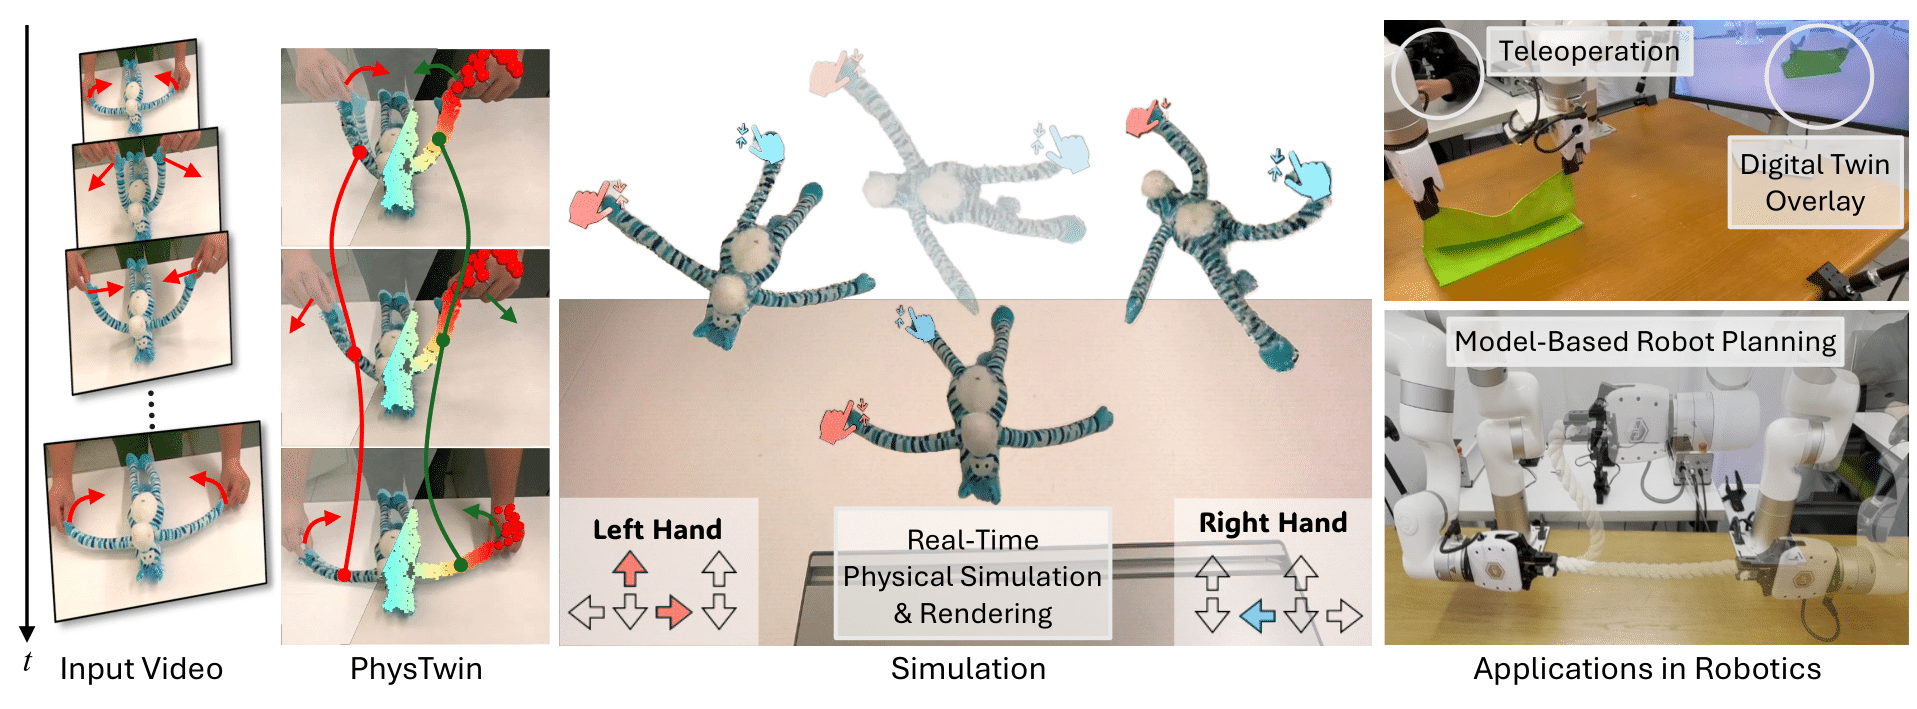 t
Input Video
PhysTwin
Left Hand
Real-Time
Physical Simulation
& Rendering
Right Hand
Simulation
Teleoperation
Digital Twin
Overlay
Model-Based Robot Planning
Applications in Robotics